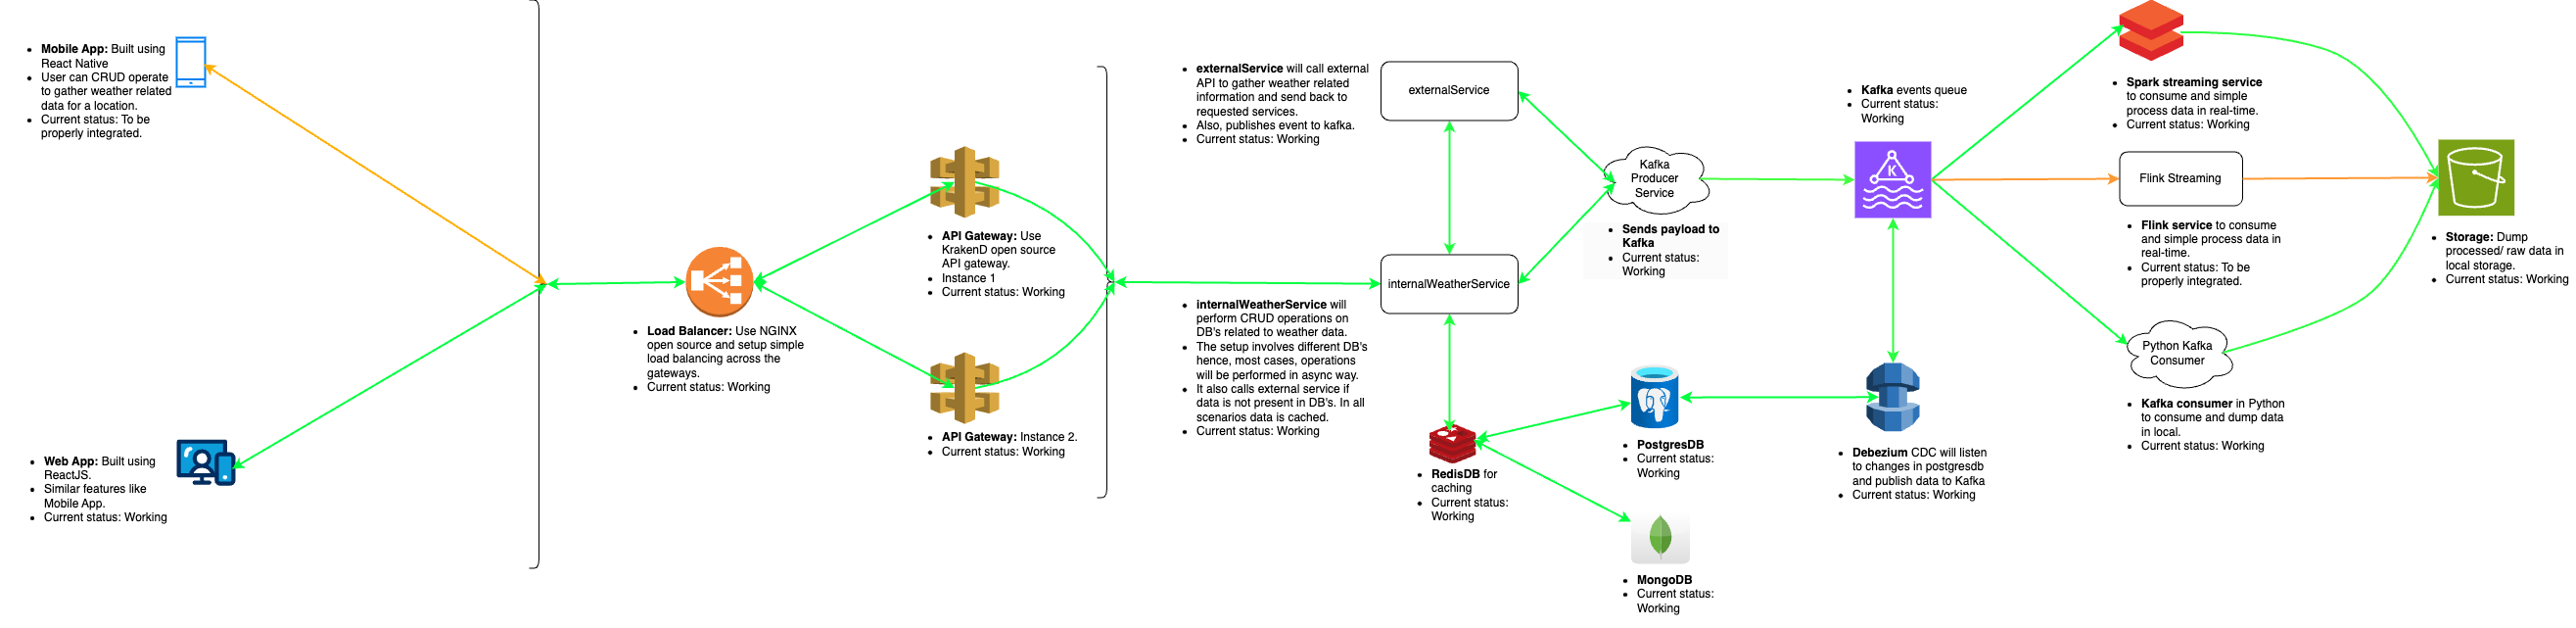 • Mobile App: Built using
React Native
• User can CRUD operate
to gather weather related
data for a location.
• Current status: To be
properly integrated.
• Web App: Built using
ReactJS.
• Similar features like
Mobile App.
• Current status: Working
• Load Balancer: Use NGINX
open source and setup simple
load balancing across the
gateways.
• Current status: Working
• API Gateway: Use
KrakenD open source
API gateway.
• Instance 1
• Current status: Working
• API Gateway: Instance 2.
• Current status: Working
• externalService will call external
API to gather weather related
information and send back to
requested services.
• Also, publishes event to kafka.
• Current status: Working
externalService
internalWeatherService
• internalWeatherService will
perform CRUD operations on
DB's related to weather data.
• The setup involves different DB's
hence, most cases, operations
will be performed in async way.
• It also calls external service if
data is not present in DB's. In all
scenarios data is cached.
• Current status: Working
• RedisDB for
caching
• Current status:
Working
Kafka
Producer
Service
• Sends payload to
Kafka
• Current status:
Working
• PostgresDB
• Current status:
Working
• MongoDB
• Current status:
Working
• Kafka events queue
• Current status:
Working
K
• Debezium CDC will listen
to changes in postgresdb
and publish data to Kafka
• Current status: Working
• Spark streaming service
to consume and simple
process data in real-time.
• Current status: Working
Flink Streaming
• Flink service to consume
and simple process data in
real-time.
• Current status: To be
properly integrated.
Python Kafka
Consumer
• Kafka consumer in Python
to consume and dump data
in local.
• Current status: Working
• Storage: Dump
processed/ raw data in
local storage.
• Current status: Working